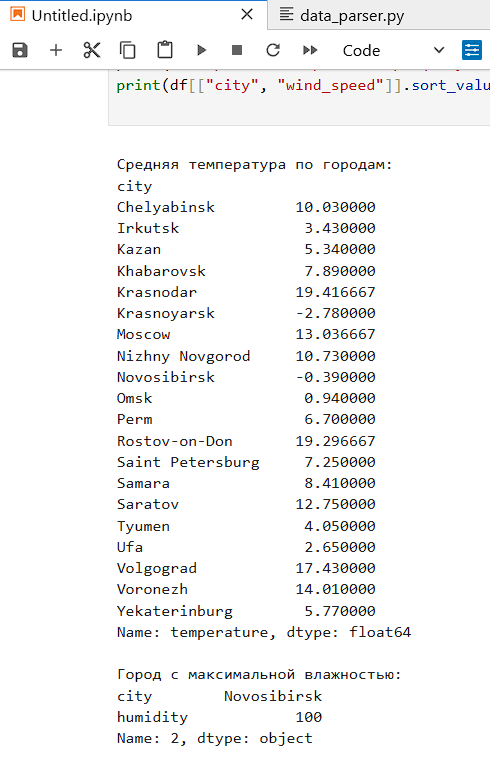 Untitled.ipynb
data_parser.py
Code
print(df[["city", "wind_speed"]].sort_valu
Средняя температура по городам:
city
Chelyabinsk 10.030000
Irkutsk 3.430000
Kazan 5.340000
Khabarovsk 7.890000
Krasnodar 19.416667
Krasnoyarsk -2.780000
Moscow 13.036667
Nizhny Novgorod 10.730000
Novosibirsk -0.390000
Omsk 0.940000
Perm 6.700000
Rostov-on-Don 19.296667
Saint Petersburg 7.250000
Samara 8.410000
Saratov 12.750000
Tyumen 4.050000
Ufa 2.650000
Volgograd 17.430000
Voronezh 14.010000
Yekaterinburg 5.770000
Name: temperature, dtype: float64
Город с максимальной влажностью:
city Novosibirsk
humidity 100
Name: 2, dtype: object